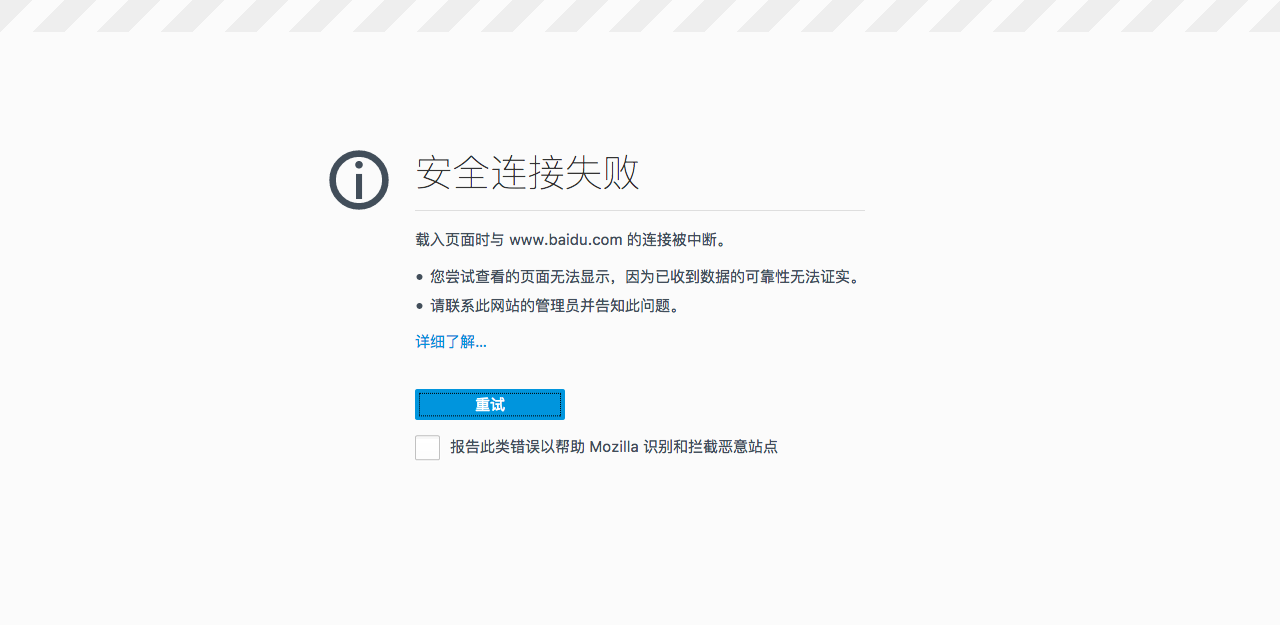 安全连接失败
载入页面时与 www.baidu.com 的连接被中断。
• 您尝试查看的页面无法显示，因为已收到数据的可靠性无法证实。
• 请联系此网站的管理员并告知此问题。
详细了解...
重试
报告此类错误以帮助 Mozilla 识别和拦截恶意站点